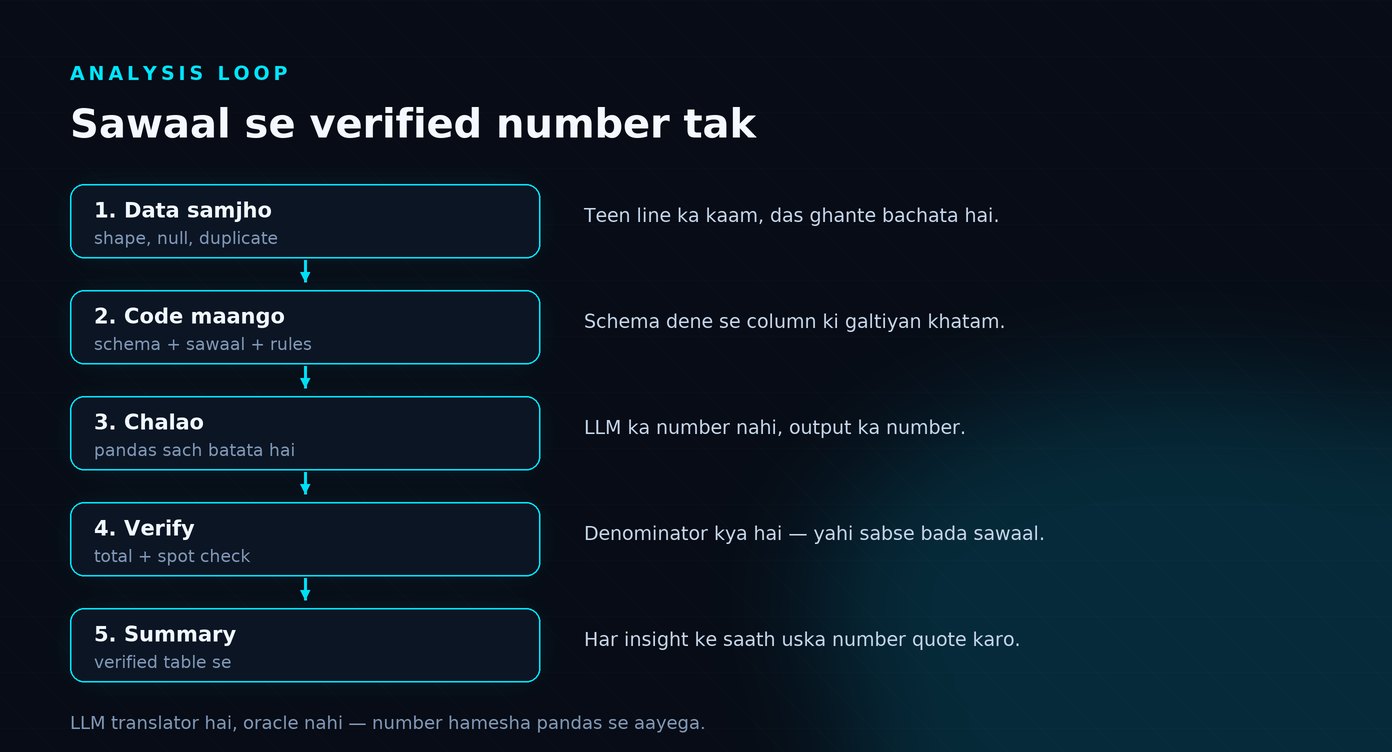 ANALYSIS LOOP
Sawaal se verified number tak
1. Data samjho
shape, null, duplicate
Teen line ka kaam, das ghante bachata hai.
2. Code maango
schema + sawaal + rules
Schema dene se column ki galtiyan khatam.
3. Chalao
pandas sach batata hai
LLM ka number nahi, output ka number.
4. Verify
total + spot check
Denominator kya hai — yahi sabse bada sawaal.
5. Summary
verified table se
Har insight ke saath uska number quote karo.
LLM translator hai, oracle nahi — number hamesha pandas se aayega.